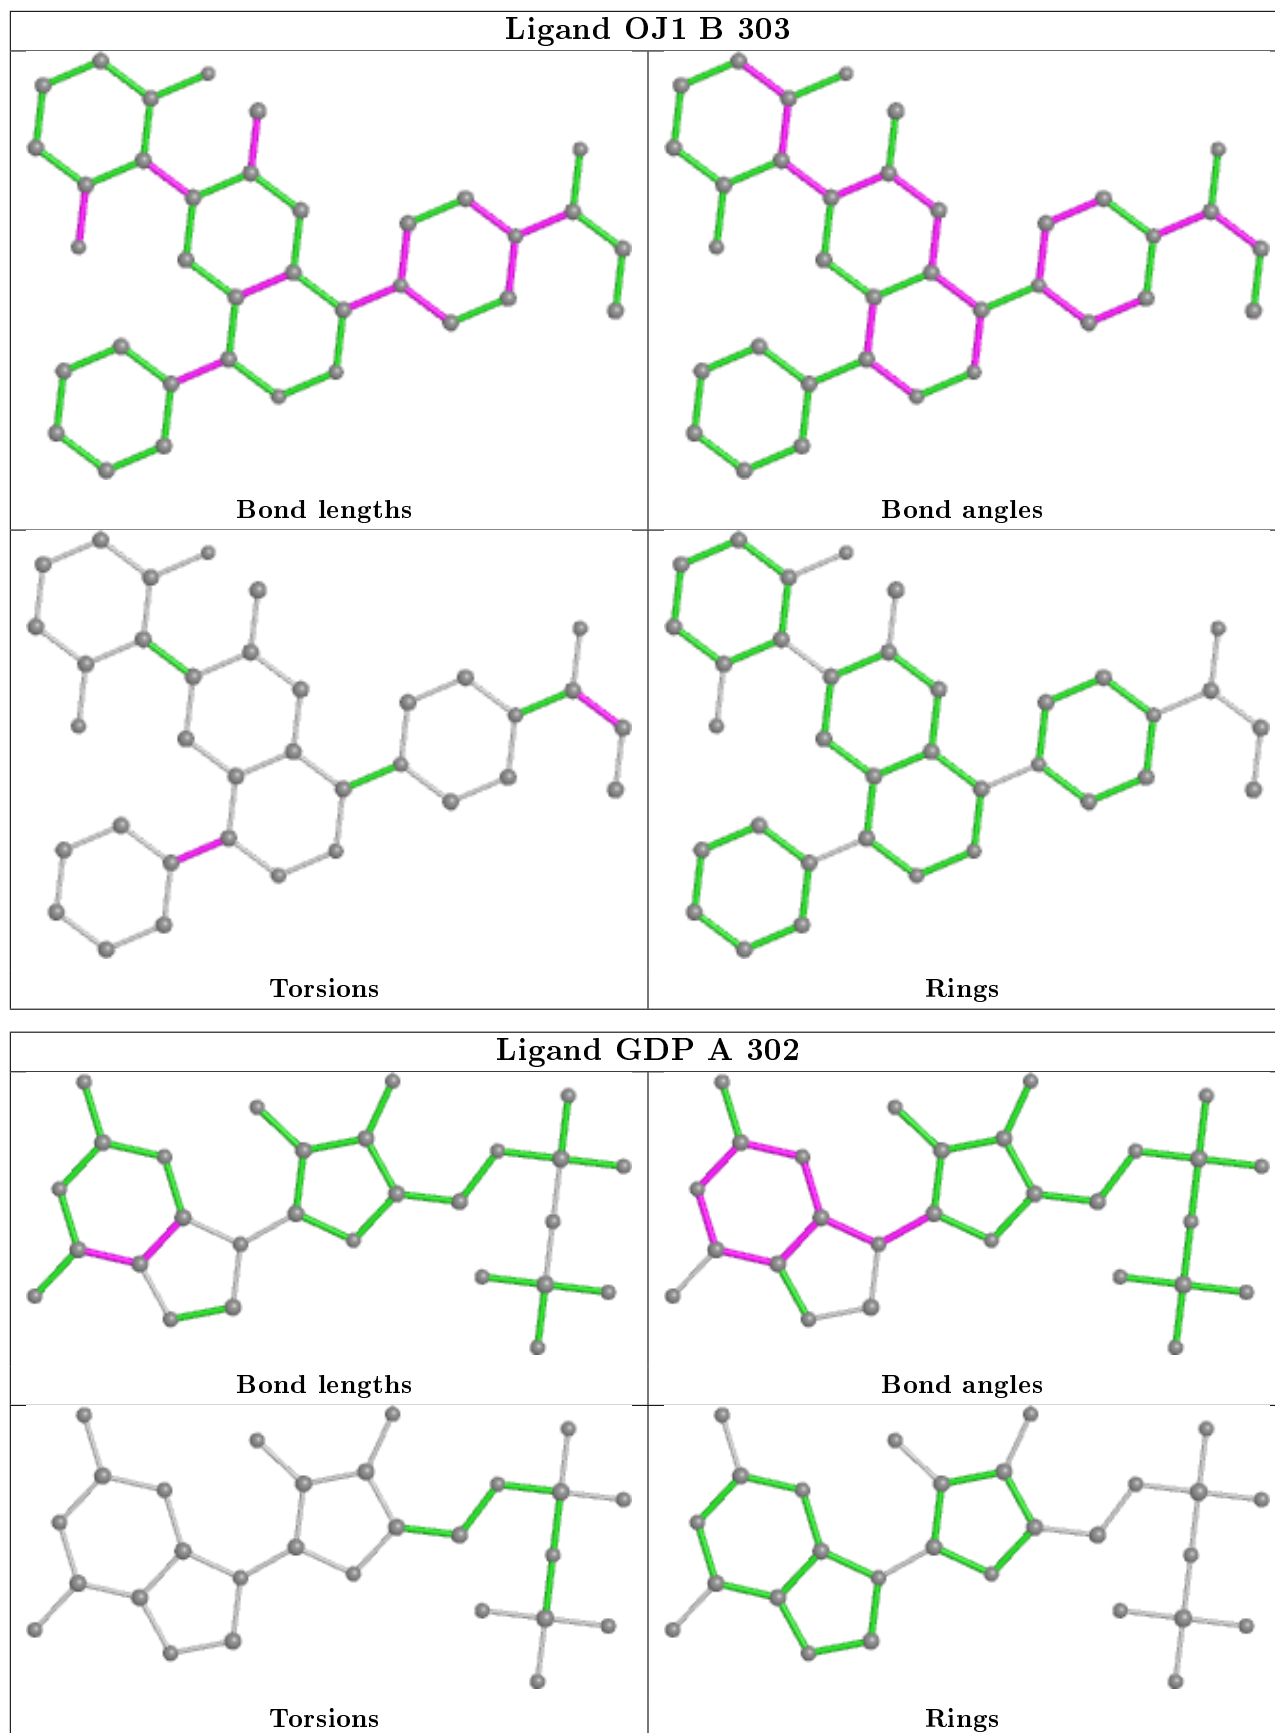 Ligand OJ1 B 303
Bond lengths
Bond angles
Torsions
Rings
Ligand GDP A 302
Bond lengths
Bond angles
Torsions
Rings